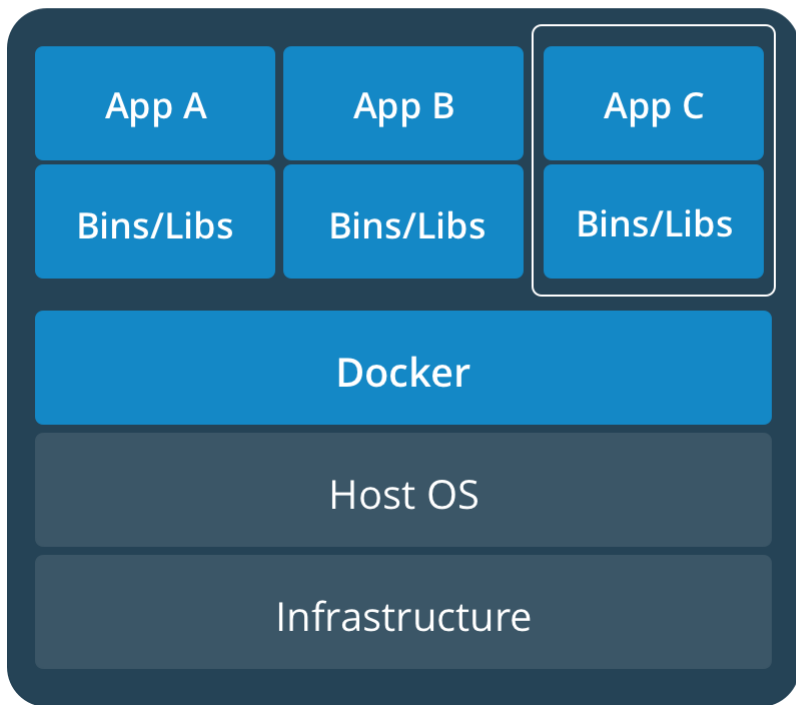 App A
App B
App C
Bins/Libs
Bins/Libs
Bins/Libs
Docker
Host OS
Infrastructure